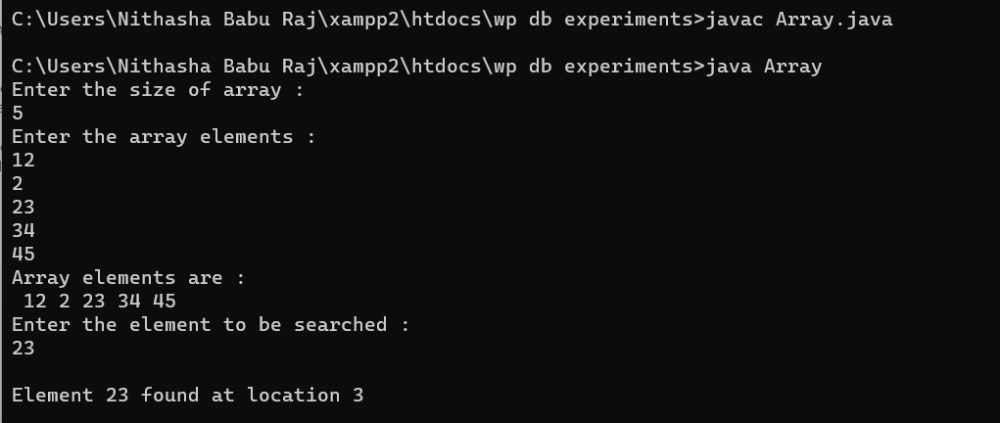 C:\Users\Nithasha Babu Raj\xampp2\htdocs\wp db experiments>javac Array.java
C:\Users\Nithasha Babu Raj\xampp2\htdocs\wp db experiments>java Array
Enter the size of array :
5
Enter the array elements :
12
2
23
34
45
Array elements are :
 12 2 23 34 45
Enter the element to be searched :
23
Element 23 found at location 3